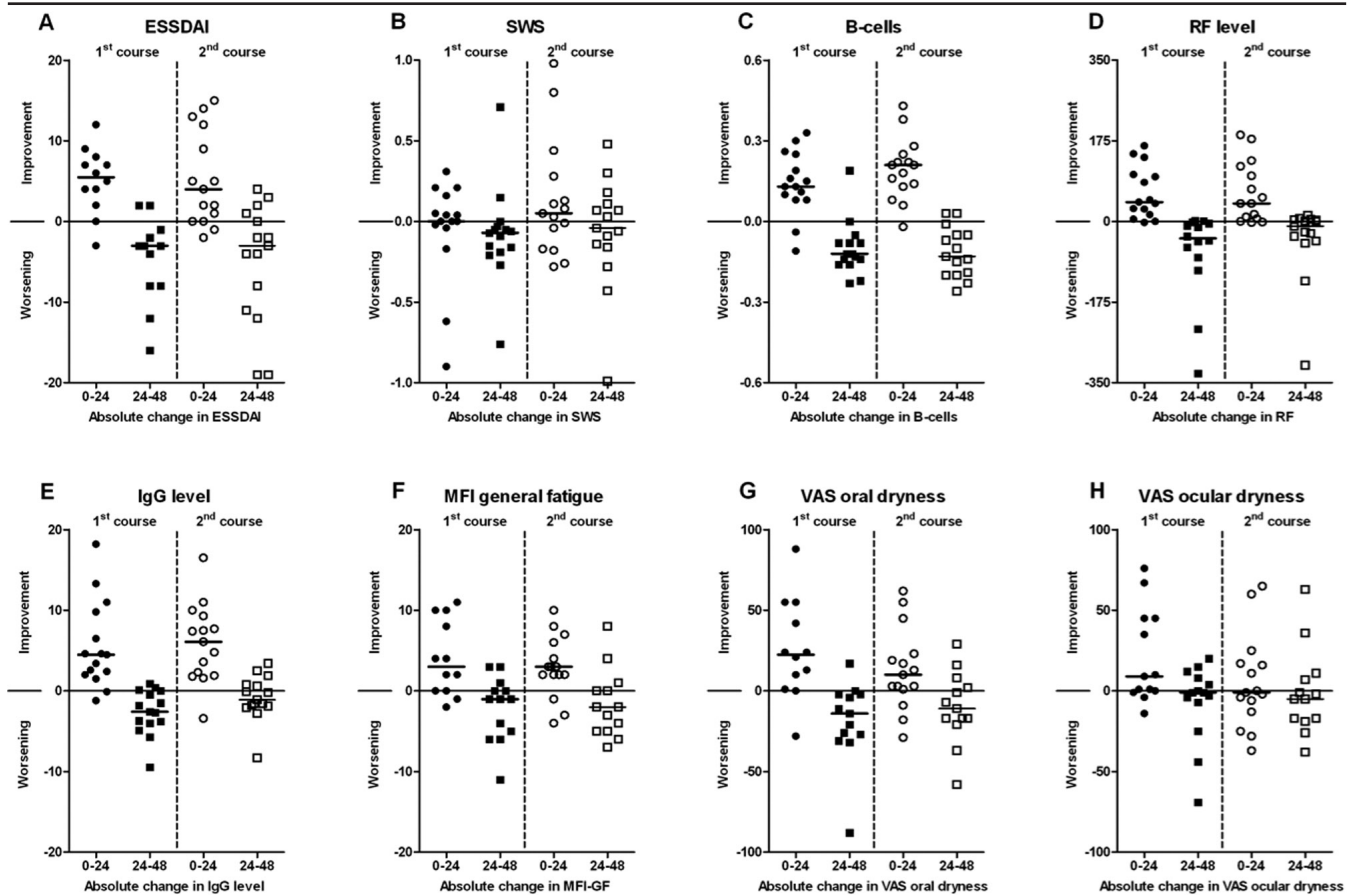 A ESSDAI
1st course 2nd course
20
10
0
-10
-20
Improvement
Worsening
0-24 24-48 0-24 24-48
Absolute change in ESSDAI
B SWS
1st course 2nd course
1.0
0.5
0.0
-0.5
-1.0
Improvement
Worsening
0-24 24-48 0-24 24-48
Absolute change in SWS
C B-cells
1st course 2nd course
0.6
0.3
0.0
-0.3
-0.6
Improvement
Worsening
0-24 24-48 0-24 24-48
Absolute change in B-cells
D RF level
1st course 2nd course
350
175
0
-175
-350
Improvement
Worsening
0-24 24-48 0-24 24-48
Absolute change in RF
E IgG level
1st course 2nd course
20
10
0
-10
-20
Improvement
Worsening
0-24 24-48 0-24 24-48
Absolute change in IgG level
F MFI general fatigue
1st course 2nd course
20
10
0
-10
-20
Improvement
Worsening
0-24 24-48 0-24 24-48
Absolute change in MFI-GF
G VAS oral dryness
1st course 2nd course
100
50
0
-50
-100
Improvement
Worsening
0-24 24-48 0-24 24-48
Absolute change in VAS oral dryness
H VAS ocular dryness
1st course 2nd course
100
50
0
-50
-100
Improvement
Worsening
0-24 24-48 0-24 24-48
Absolute change in VAS ocular dryness